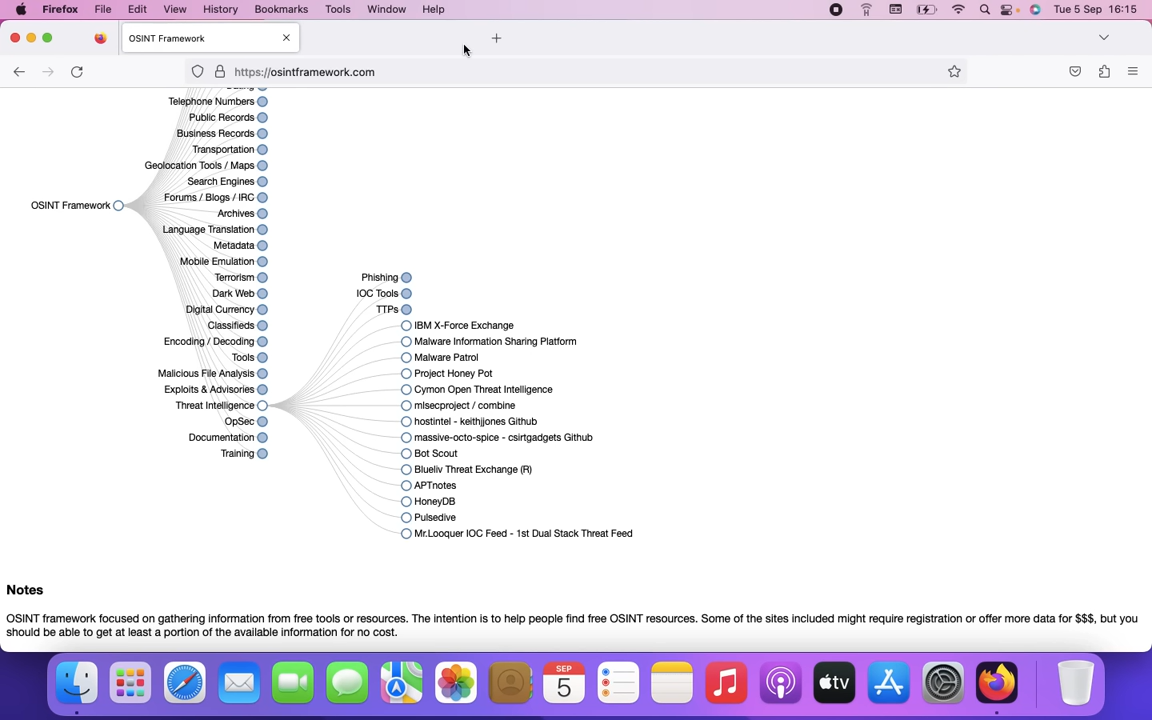 Firefox File Edit View History Bookmarks Tools Window Help Tue 5 Sep 16:15
OSINT Framework
https://osintframework.com
Telephone Numbers
Public Records
Business Records
Transportation
Geolocation Tools / Maps
Search Engines
Forums / Blogs / IRC
OSINT Framework
Archives
Language Translation
Metadata
Mobile Emulation
Terrorism
Dark Web
Digital Currency
Classifieds
Encoding / Decoding
Tools
Malicious File Analysis
Exploits & Advisories
Threat Intelligence
OpSec
Documentation
Training
Phishing
IOC Tools
TTPs
IBM X-Force Exchange
Malware Information Sharing Platform
Malware Patrol
Project Honey Pot
Cymon Open Threat Intelligence
mlsecproject / combine
hostintel - keithjjones Github
massive-octo-spice - csirtgadgets Github
Bot Scout
Blueliv Threat Exchange (R)
APTnotes
HoneyDB
Pulsedive
Mr.Looquer IOC Feed - 1st Dual Stack Threat Feed
Notes
OSINT framework focused on gathering information from free tools or resources. The intention is to help people find free OSINT resources. Some of the sites included might require registration or offer more data for $$$, but you
should be able to get at least a portion of the available information for no cost.
SEP
5
tv